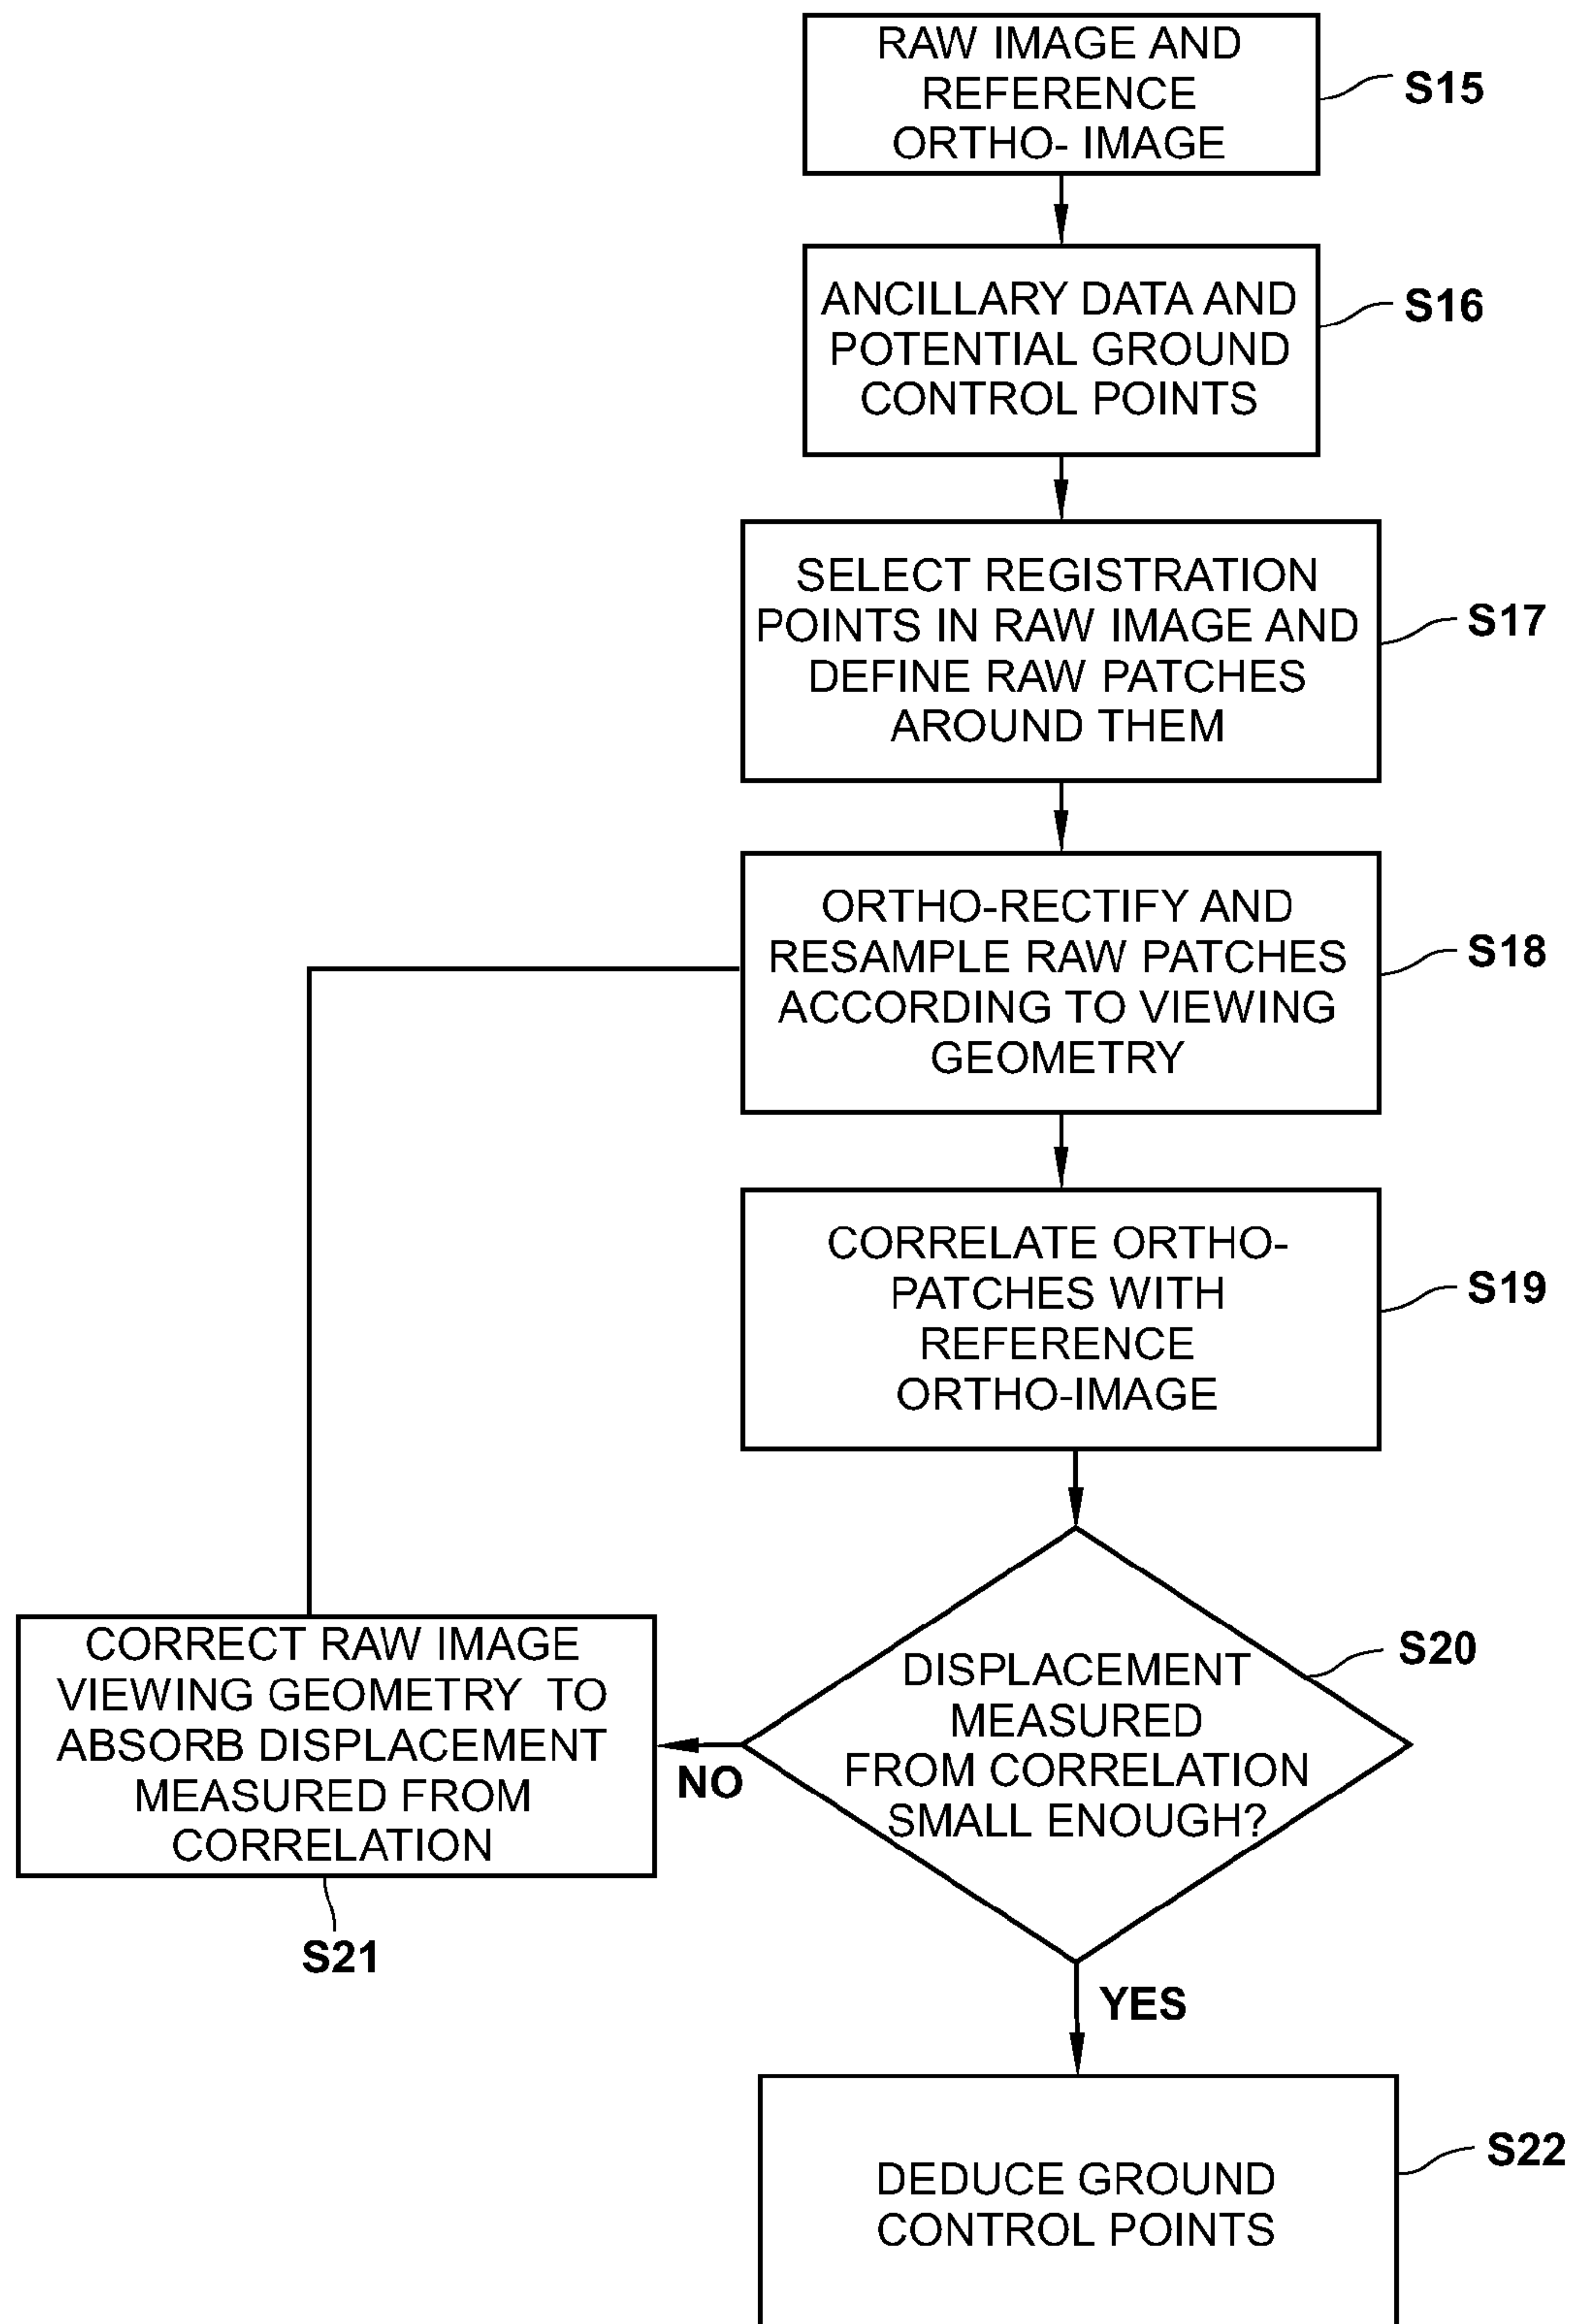 RAW IMAGE AND
REFERENCE
ORTHO- IMAGE
S15
ANCILLARY DATA AND
POTENTIAL GROUND
CONTROL POINTS
S16
SELECT REGISTRATION
POINTS IN RAW IMAGE AND
DEFINE RAW PATCHES
AROUND THEM
S17
ORTHO-RECTIFY AND
RESAMPLE RAW PATCHES
ACCORDING TO VIEWING
GEOMETRY
S18
CORRELATE ORTHO-
PATCHES WITH
REFERENCE
ORTHO-IMAGE
S19
DISPLACEMENT
MEASURED
FROM CORRELATION
SMALL ENOUGH?
S20
NO
CORRECT RAW IMAGE
VIEWING GEOMETRY TO
ABSORB DISPLACEMENT
MEASURED FROM
CORRELATION
S21
YES
DEDUCE GROUND
CONTROL POINTS
S22